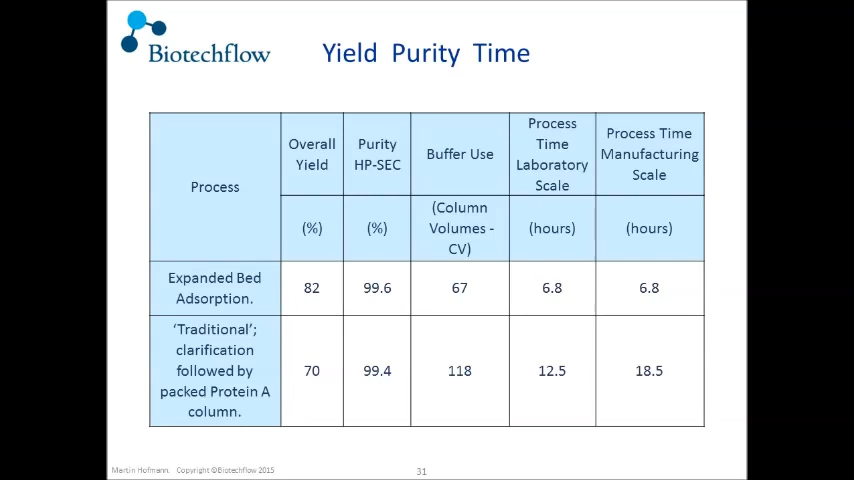 Biotechflow
Yield Purity Time
Process
Overall
Yield
Purity
HP-SEC
Buffer Use
Process
Time
Laboratory
Scale
Process Time
Manufacturing
Scale
(%)
(%)
(Column
Volumes -
CV)
(hours)
(hours)
Expanded Bed
Adsorption.
82
99.6
67
6.8
6.8
‘Traditional’;
clarification
followed by
packed Protein A
column.
70
99.4
118
12.5
18.5
Martin Hofmann. Copyright ©Biotechflow 2015
31